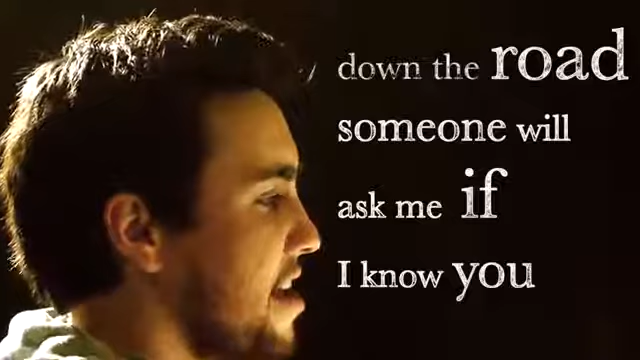 down the road
someone will
ask me if
I know you